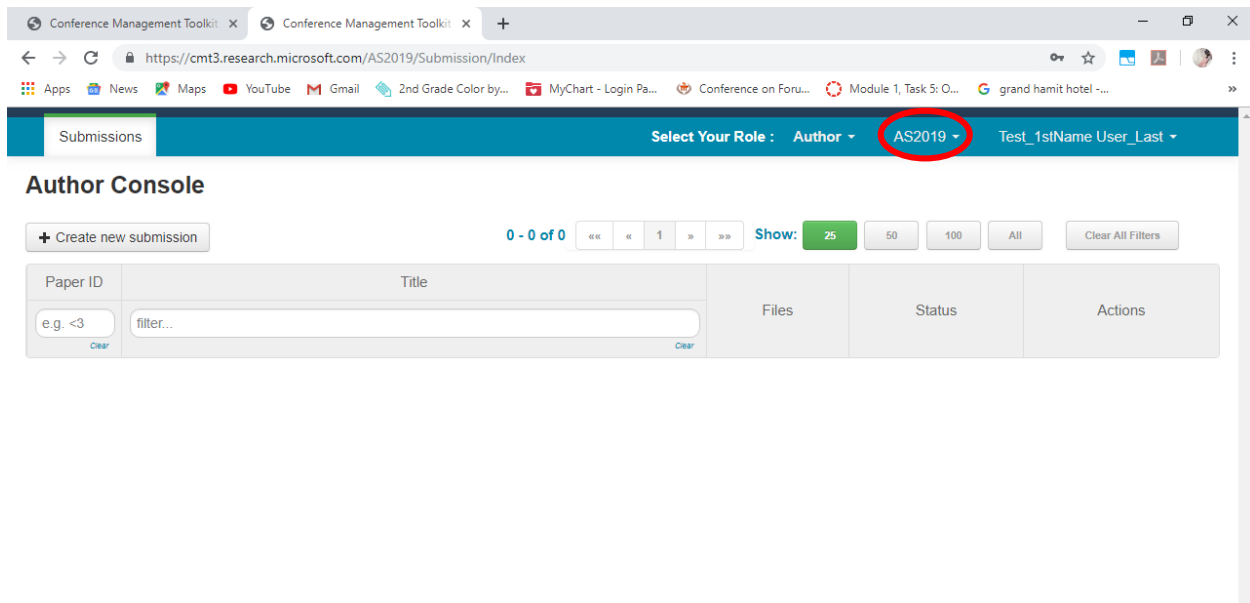 Conference Management Toolkit Conference Management Toolkit
https://cmt3.research.microsoft.com/AS2019/Submission/Index
Apps News Maps YouTube Gmail 2nd Grade Color by... MyChart - Login Pa... Conference on Foru... Module 1, Task 5: O... grand hamit hotel -... »
Submissions Select Your Role : Author AS2019 Test_1stName User_Last
Author Console
+ Create new submission 0 - 0 of 0 «« « 1 » »» Show: 25 50 100 All Clear All Filters
Paper ID Title Files Status Actions
e.g. <3 filter...
Clear Clear